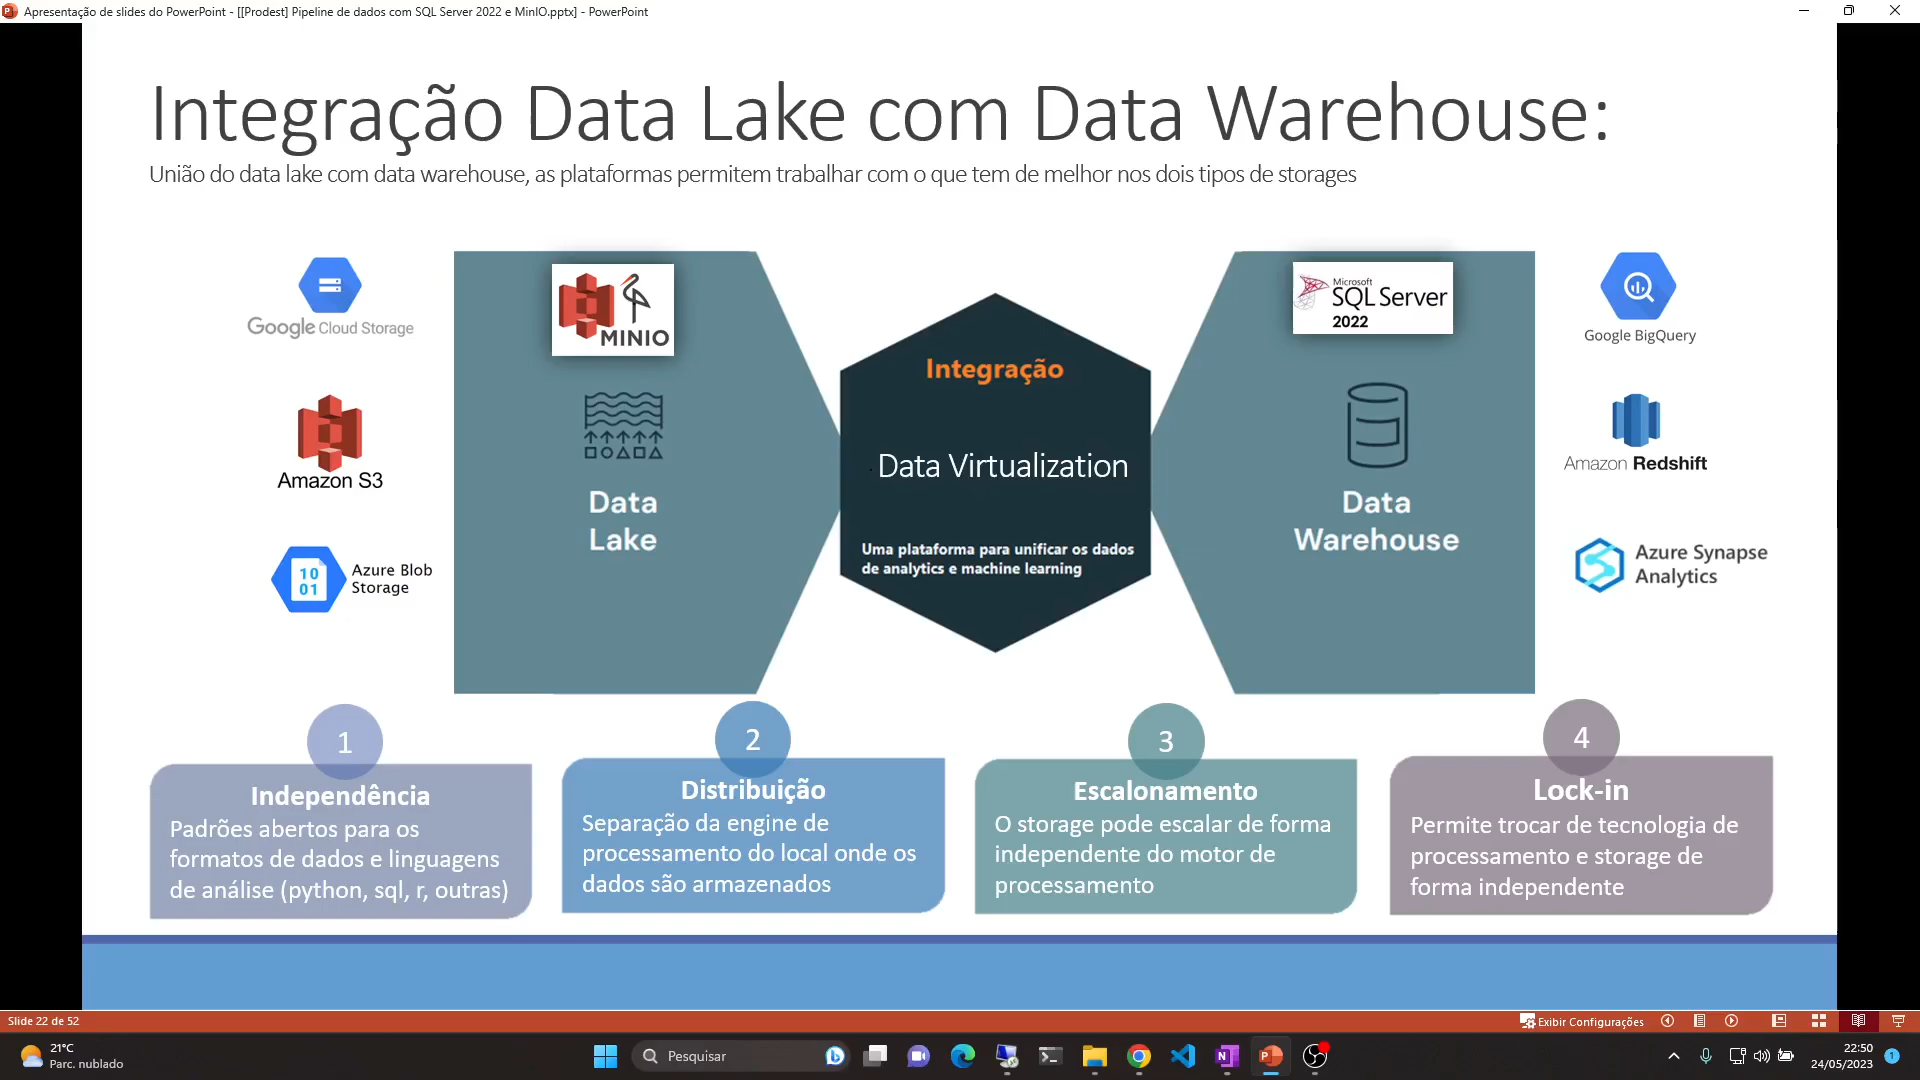 Apresentação de slides do PowerPoint - [[Prodest] Pipeline de dados com SQL Server 2022 e MinIO.pptx] - PowerPoint
Integração Data Lake com Data Warehouse:
União do data lake com data warehouse, as plataformas permitem trabalhar com o que tem de melhor nos dois tipos de storages
Google Cloud Storage
Amazon S3
10
01
Azure Blob
Storage
MINIO
Data
Lake
Integração
Data Virtualization
Uma plataforma para unificar os dados
de analytics e machine learning
Microsoft
SQL Server
2022
Data
Warehouse
Google BigQuery
Amazon Redshift
Azure Synapse
Analytics
1
Independência
Padrões abertos para os
formatos de dados e linguagens
de análise (python, sql, r, outras)
2
Distribuição
Separação da engine de
processamento do local onde os
dados são armazenados
3
Escalonamento
O storage pode escalar de forma
independente do motor de
processamento
4
Lock-in
Permite trocar de tecnologia de
processamento e storage de
forma independente
Slide 22 de 52
Exibir Configurações
21°C
Parc. nublado
Pesquisar
22:50
24/05/2023
1